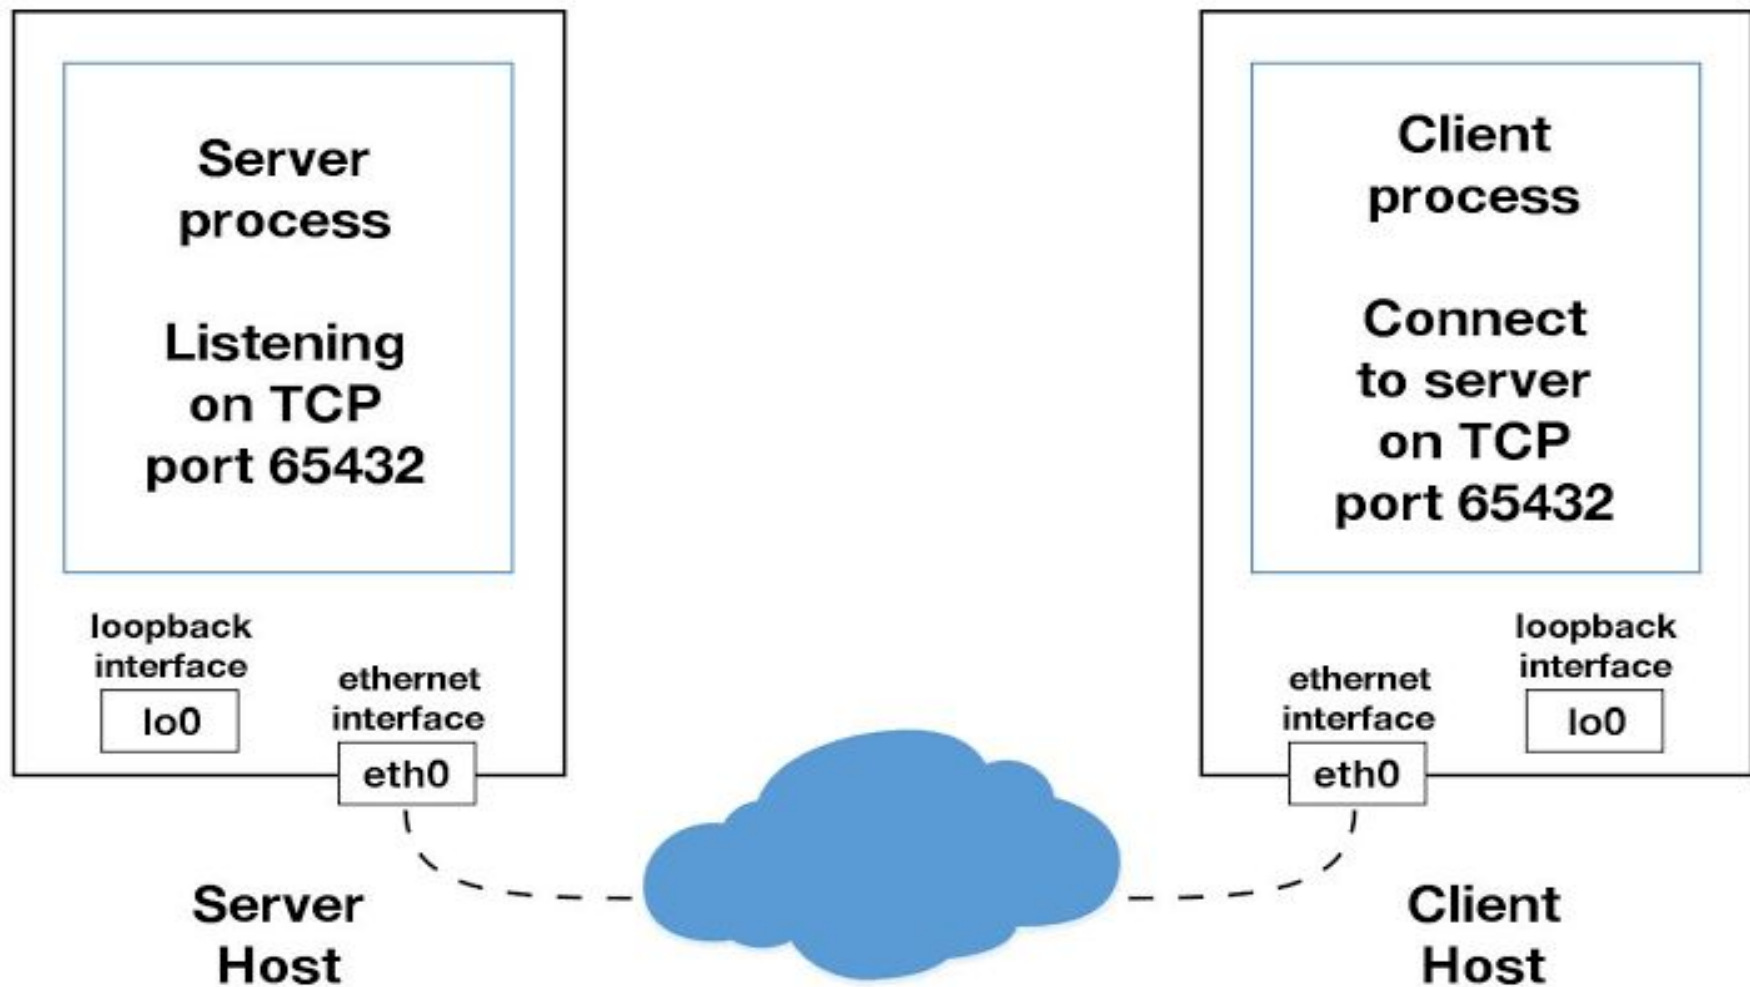 Server
process
Listening
on TCP
port 65432
loopback
interface
lo0
ethernet
interface
eth0
Server
Host
Client
process
Connect
to server
on TCP
port 65432
ethernet
interface
eth0
loopback
interface
lo0
Client
Host